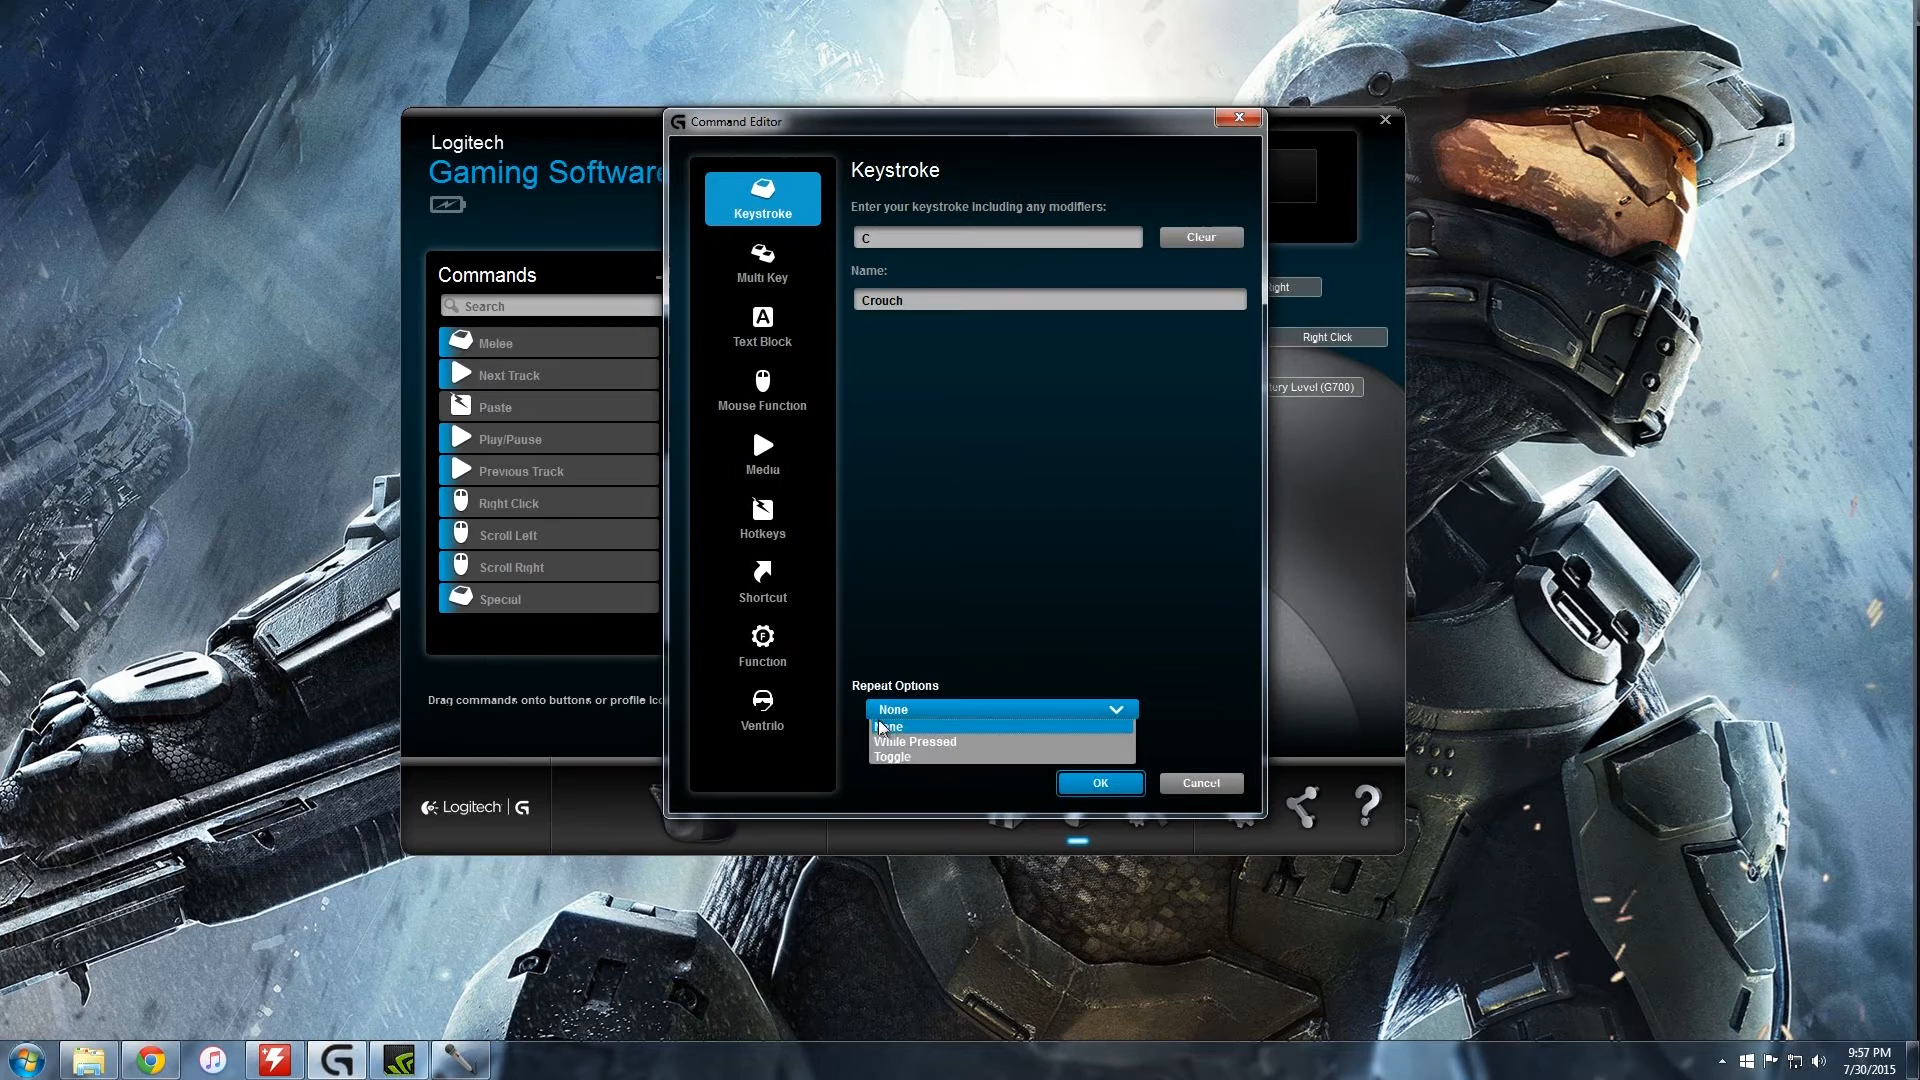 Logitech
Gaming Software
Commands
Search
Melee
Next Track
Paste
Play/Pause
Previous Track
Right Click
Scroll Left
Scroll Right
Special
Drag commands onto buttons or profile
Logitech | G
Command Editor
Keystroke
Multi Key
Text Block
Mouse Function
Media
Hotkeys
Shortcut
Function
Ventrilo
Keystroke
Enter your keystroke including any modifiers:
C
Clear
Name:
Crouch
Repeat Options
None
None
While Pressed
Toggle
OK
Cancel
Right Click
Level (G700)
9:57 PM
7/30/2015